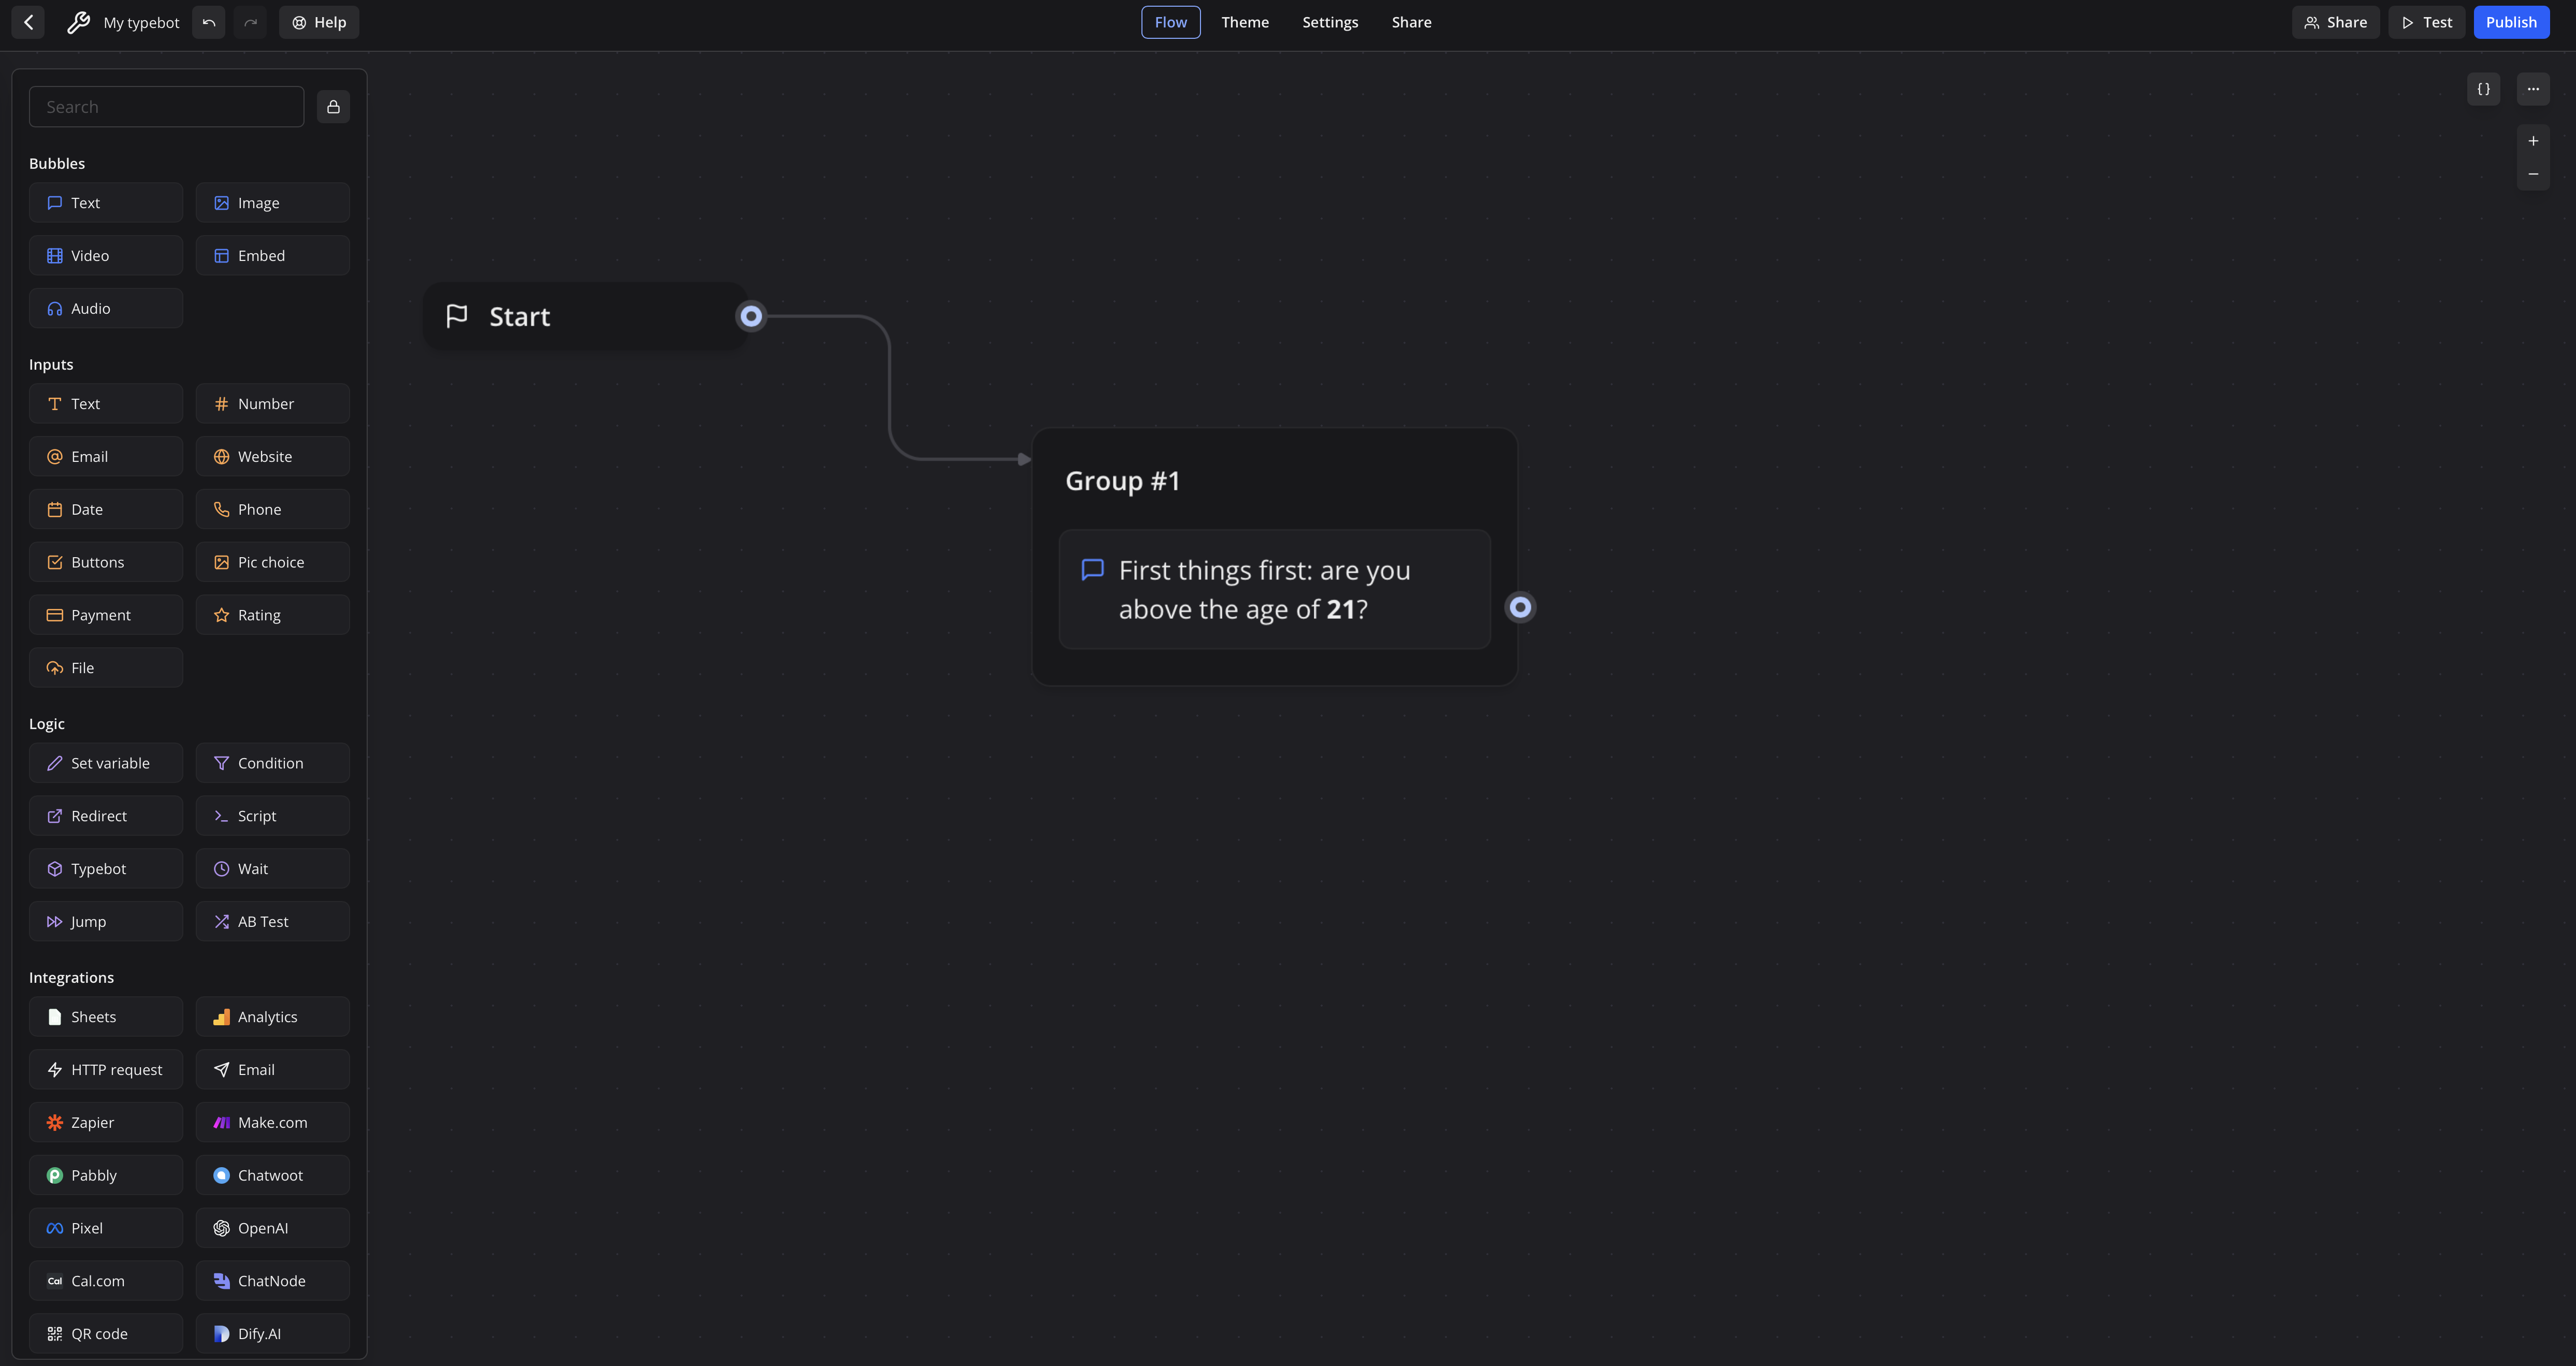 My typebot
Help
Flow
Theme
Settings
Share
Share
Test
Publish
Search
Bubbles
Text
Image
Video
Embed
Audio
Inputs
Text
Number
Email
Website
Date
Phone
Buttons
Pic choice
Payment
Rating
File
Logic
Set variable
Condition
Redirect
Script
Typebot
Wait
Jump
AB Test
Integrations
Sheets
Analytics
HTTP request
Email
Zapier
Make.com
Pabbly
Chatwoot
Pixel
OpenAI
Cal
Cal.com
ChatNode
QR code
Dify.AI
Start
Group #1
First things first: are you
above the age of 21?